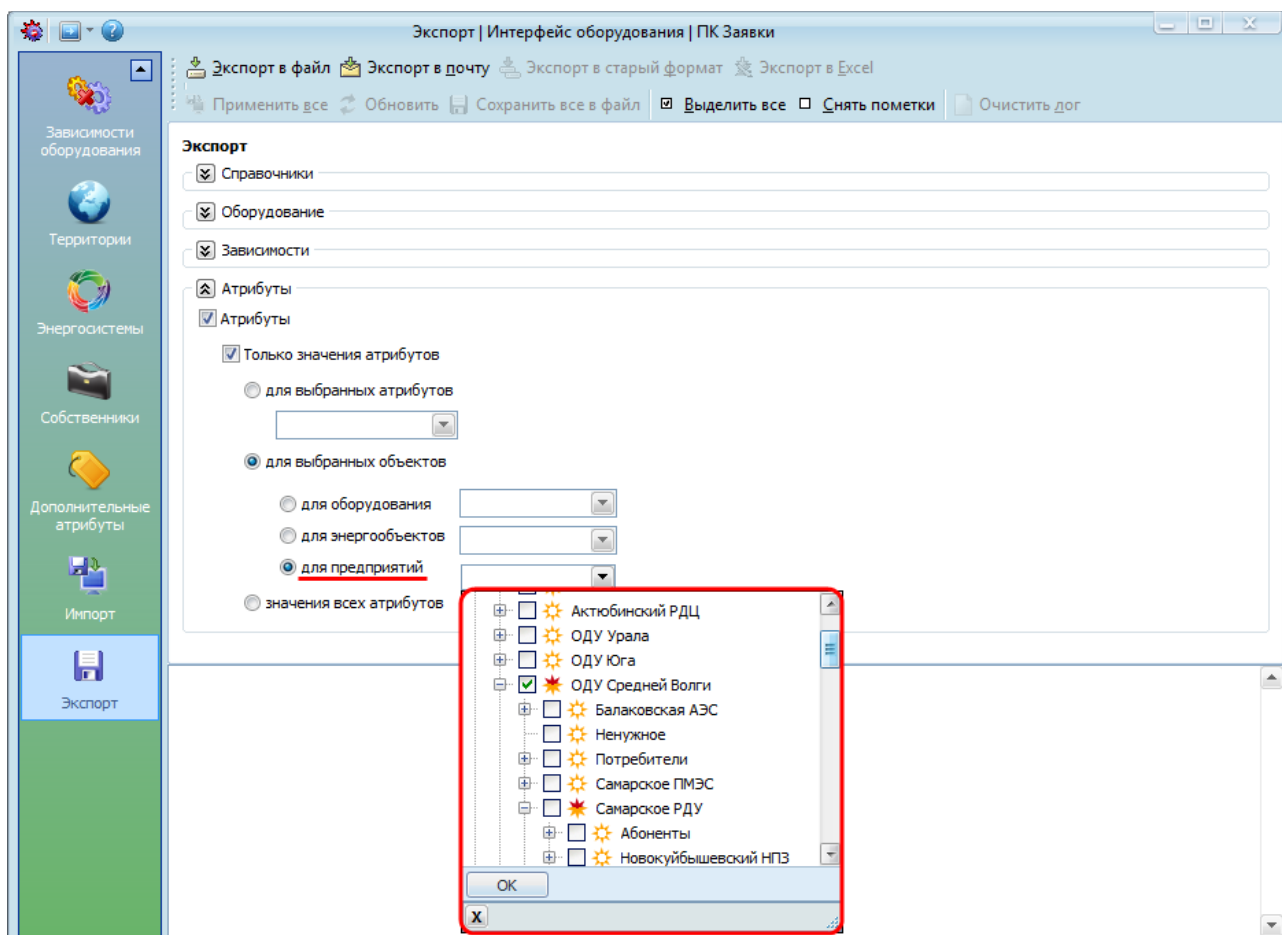 Экспорт | Интерфейс оборудования | ПК Заявки
Экспорт в файл Экспорт в почту Экспорт в старый формат Экспорт в Excel
Применить все Обновить Сохранить все в файл Выделить все Снять пометки Очистить лог
Зависимости
оборудования
Территории
Энергосистемы
Собственники
Дополнительные
атрибуты
Импорт
Экспорт
Экспорт
Справочники
Оборудование
Зависимости
Атрибуты
Атрибуты
Только значения атрибутов
для выбранных атрибутов
для выбранных объектов
для оборудования
для энергообъектов
для предприятий
значения всех атрибутов
Актюбинский РДЦ
ОДУ Урала
ОДУ Юга
ОДУ Средней Волги
Балаковская АЭС
Ненужное
Потребители
Самарское ПМЭС
Самарское РДУ
Абоненты
Новокуйбышевский НПЗ
OK
X